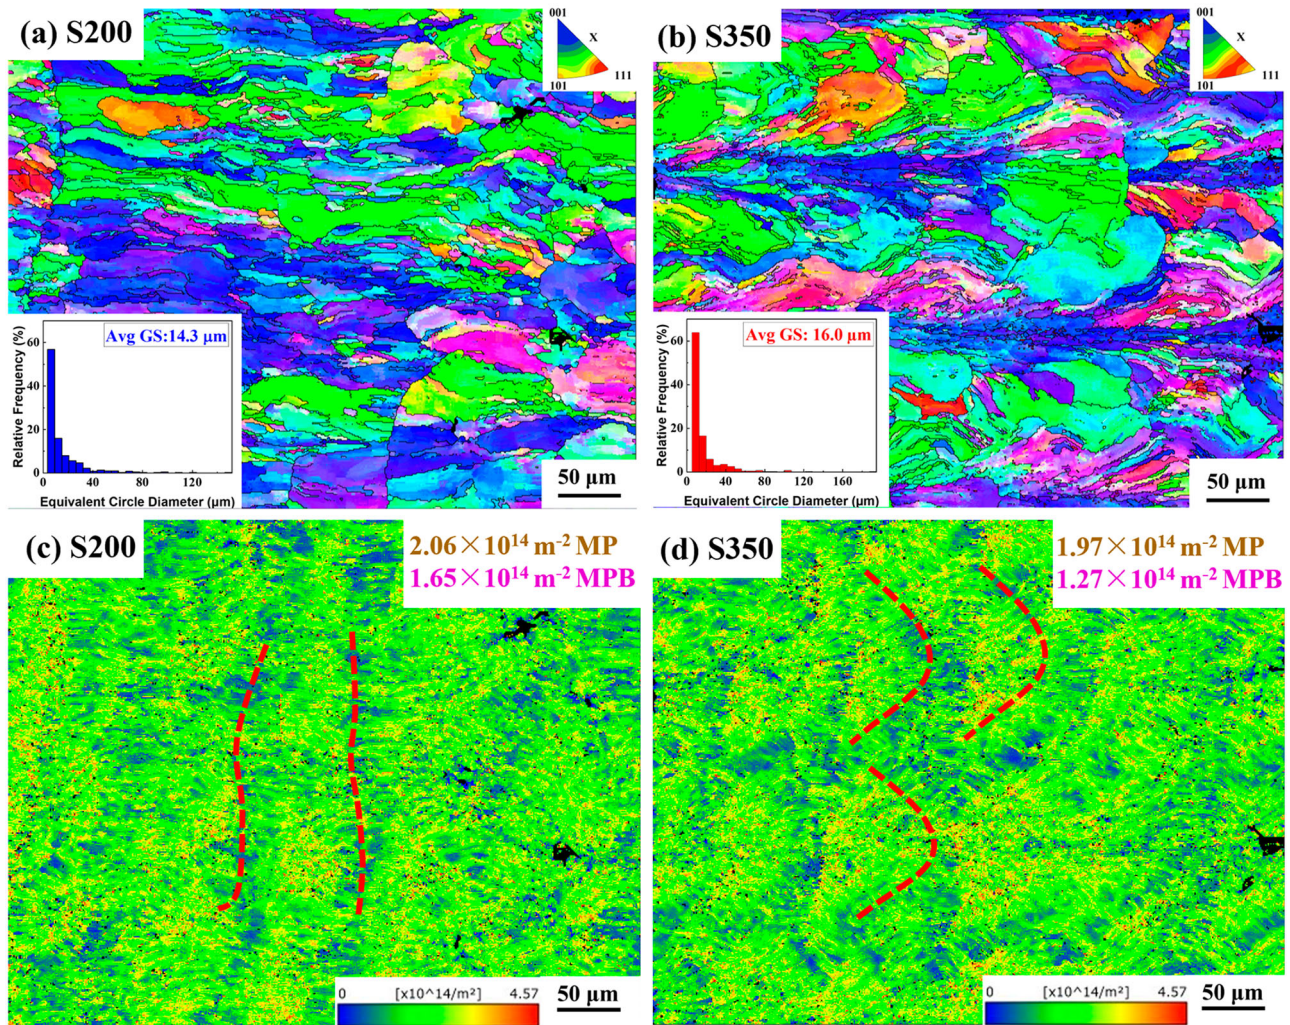 (a) S200
001
X
101
111
Avg GS:14.3 μm
Relative Frequency (%)
60
40
20
0
0
40
80
120
Equivalent Circle Diameter (μm)
50 μm
(b) S350
001
X
101
111
Avg GS: 16.0 μm
Relative Frequency (%)
60
40
20
0
0
40
80
120
160
Equivalent Circle Diameter (μm)
50 μm
(c) S200
2.06×10¹⁴ m⁻² MP
1.65×10¹⁴ m⁻² MPB
0 [x10^14/m²] 4.57
50 μm
(d) S350
1.97×10¹⁴ m⁻² MP
1.27×10¹⁴ m⁻² MPB
0 [x10^14/m²] 4.57
50 μm